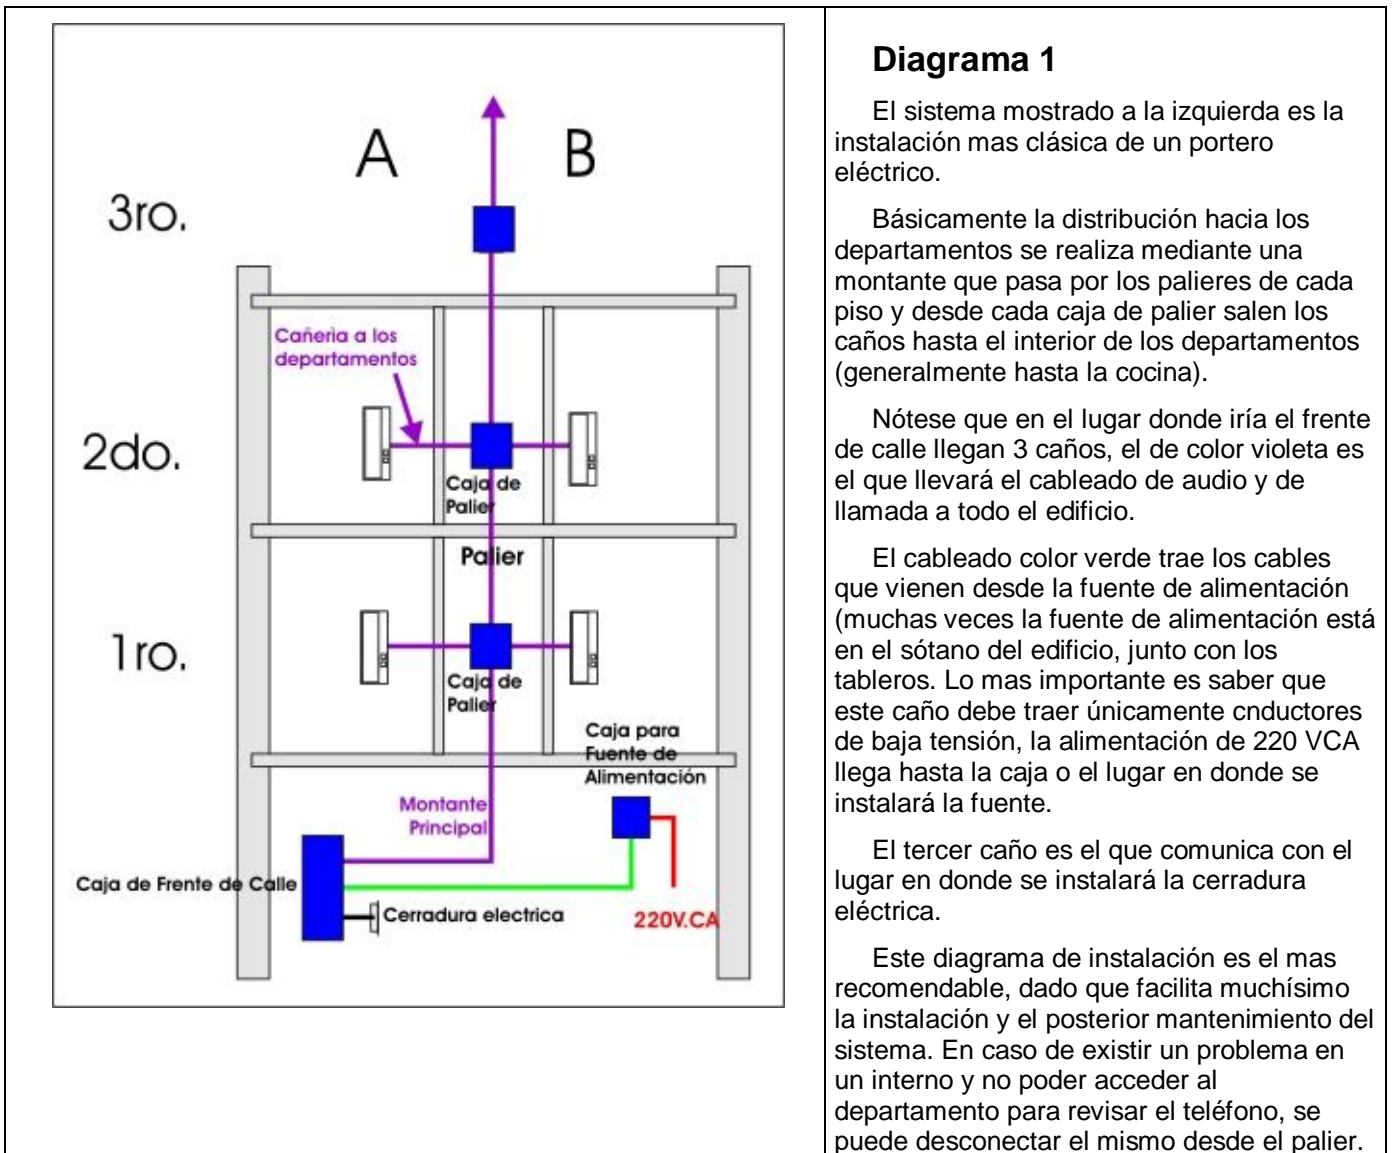 A
B
3ro.
Cañeria a los
departamentos
2do.
Caja de
Palier
Palier
1ro.
Caja de
Palier
Caja para
Fuente de
Alimentación
Montante
Principal
Caja de Frente de Calle
Cerradura electrica
220V.CA
Diagrama 1
El sistema mostrado a la izquierda es la
instalación mas clásica de un portero
eléctrico.
Básicamente la distribución hacia los
departamentos se realiza mediante una
montante que pasa por los palieres de cada
piso y desde cada caja de palier salen los
caños hasta el interior de los departamentos
(generalmente hasta la cocina).
Nótese que en el lugar donde iría el frente
de calle llegan 3 caños, el de color violeta es
el que llevará el cableado de audio y de
llamada a todo el edificio.
El cableado color verde trae los cables
que vienen desde la fuente de alimentación
(muchas veces la fuente de alimentación está
en el sótano del edificio, junto con los
tableros. Lo mas importante es saber que
este caño debe traer únicamente cnductores
de baja tensión, la alimentación de 220 VCA
llega hasta la caja o el lugar en donde se
instalará la fuente.
El tercer caño es el que comunica con el
lugar en donde se instalará la cerradura
eléctrica.
Este diagrama de instalación es el mas
recomendable, dado que facilita muchísimo
la instalación y el posterior mantenimiento del
sistema. En caso de existir un problema en
un interno y no poder acceder al
departamento para revisar el teléfono, se
puede desconectar el mismo desde el palier.